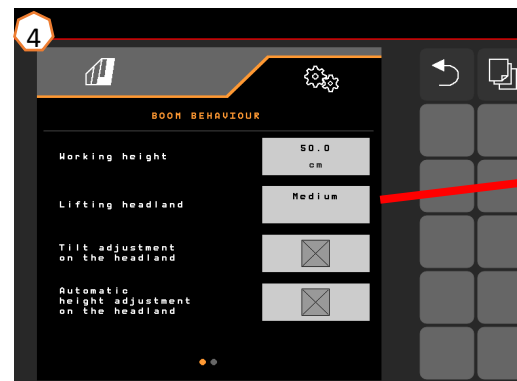 4
BOOM BEHAVIOUR
Working height
50.0
cm
Lifting headland
Medium
Tilt adjustment
on the headland
Automatic
height adjustment
on the headland